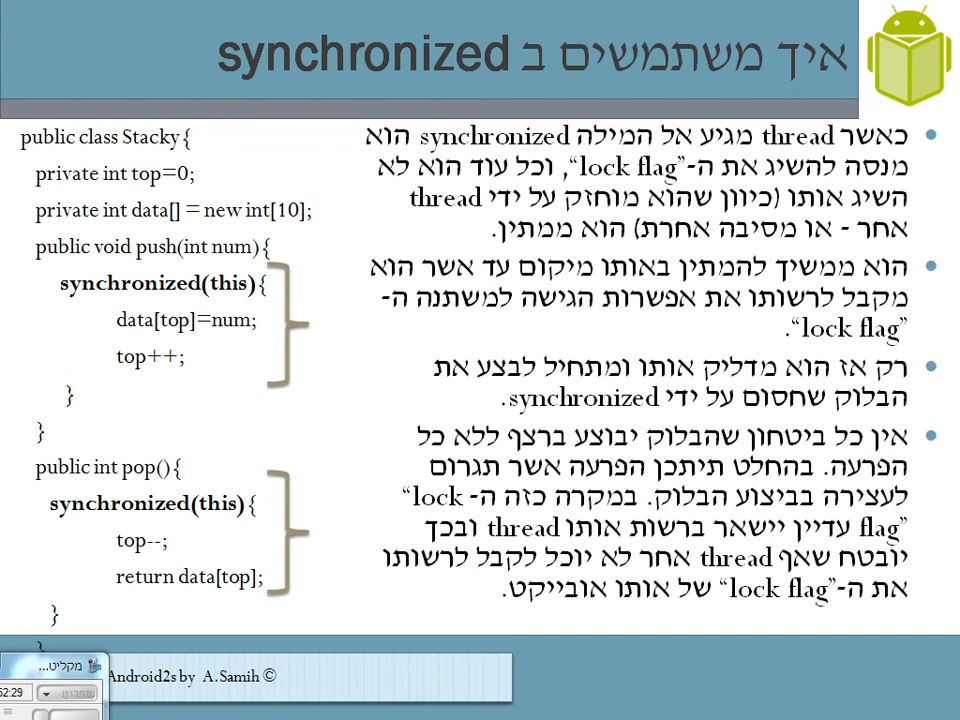 איך משתמשים ב synchronized
כאשר thread מגיע אל המילה synchronized הוא
מנסה להשיג את ה-"lock flag“, וכל עוד הוא לא
השיג אותו (כיוון שהוא מוחזק על ידי thread
אחר - או מסיבה אחרת) הוא ממתין.
הוא ממשיך להמתין באותו מיקום עד אשר הוא
מקבל לרשותו את אפשרות הגישה למשתנה ה-
"lock flag“.
רק אז הוא מדליק אותו ומתחיל לבצע את
הבלוק שחסום על ידי synchronized.
אין כל ביטחון שהבלוק יבוצע ברצף ללא כל
הפרעה. בהחלט תיתכן הפרעה אשר תגרום
לעצירה בביצוע הבלוק. במקרה כזה ה- lock“
flag" עדיין יישאר ברשות אותו thread ובכך
יובטח שאף thread אחר לא יוכל לקבל לרשותו
את ה-"lock flag“ של אותו אובייקט.
public class Stacky{
private int top=0;
private int data[] = new int[10];
public void push(int num){
synchronized(this){
data[top]=num;
top++;
}
}
public int pop(){
synchronized(this){
top--;
return data[top];
}
}
Android2s by A.Samih ©
מקליט...
52:29
תפריט